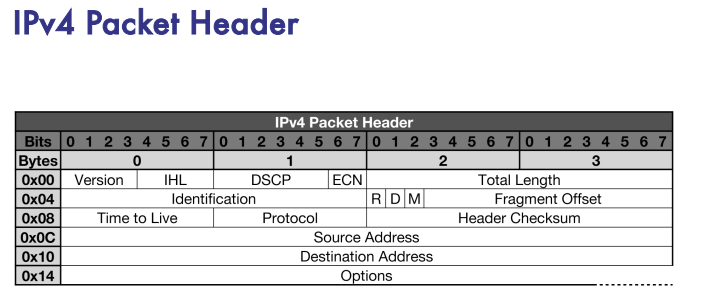 IPv4 Packet Header
IPv4 Packet Header
Bits 0 1 2 3 4 5 6 7 0 1 2 3 4 5 6 7 0 1 2 3 4 5 6 7 0 1 2 3 4 5 6 7
Bytes 0 1 2 3
0x00 Version IHL DSCP ECN Total Length
0x04 Identification R D M Fragment Offset
0x08 Time to Live Protocol Header Checksum
0x0C Source Address
0x10 Destination Address
0x14 Options